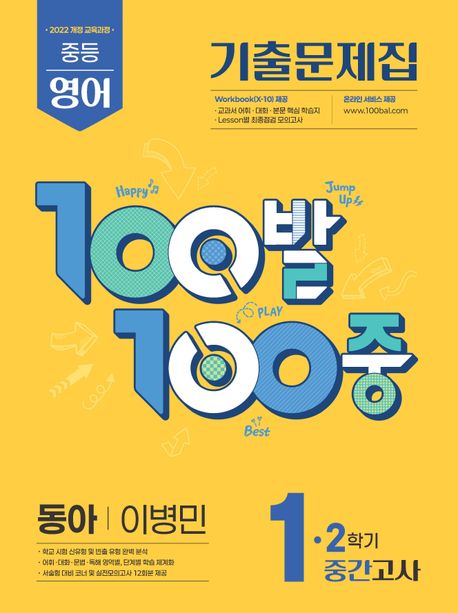 • 2022 개정 교육과정 •
중등
영어
기출문제집
Workbook(X-10) 제공
· 교과서 어휘 · 대화 · 본문 핵심 학습지
· Lesson별 최종점검 모의고사
온라인 서비스 제공
www.100bal.com
Happy
Jump
Up
100발
PLAY
100중
Best
동아 | 이병민
· 학교 시험 신유형 및 빈출 유형 완벽 분석
· 어휘 · 대화 · 문법 · 독해 영역별, 단계별 학습 체계화
· 서술형 대비 코너 및 실전모의고사 12회분 제공
1·2학기
중간고사